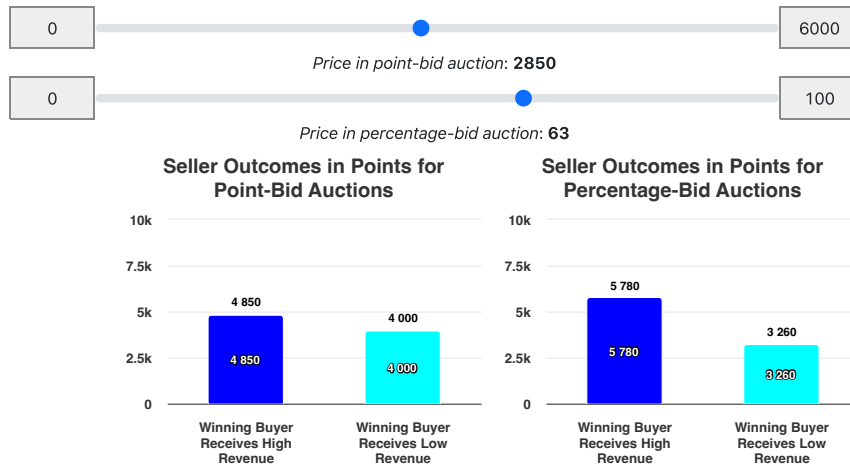 0
6000
Price in point-bid auction: 2850
0
100
Price in percentage-bid auction: 63
Seller Outcomes in Points for
Point-Bid Auctions
10k
7.5k
5k
2.5k
0
4 850
4 850
4 000
4 000
Winning Buyer
Receives High
Revenue
Winning Buyer
Receives Low
Revenue
Seller Outcomes in Points for
Percentage-Bid Auctions
10k
7.5k
5k
2.5k
0
5 780
5 780
3 260
3 260
Winning Buyer
Receives High
Revenue
Winning Buyer
Receives Low
Revenue